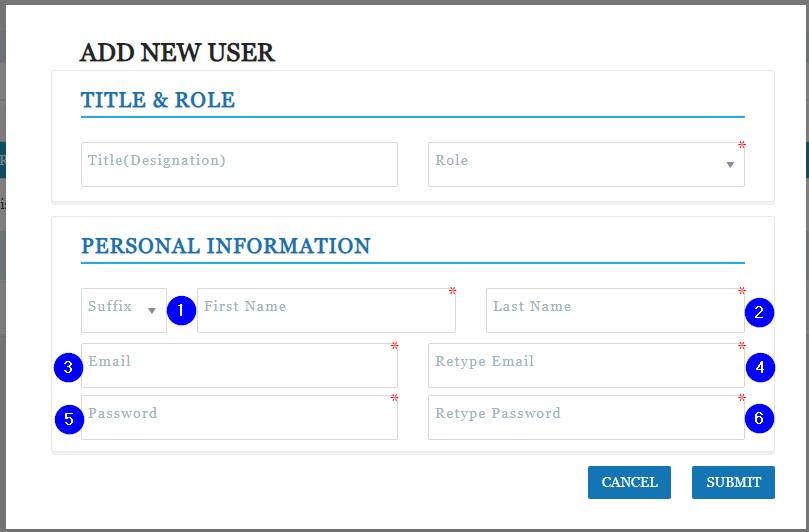 ADD NEW USER
TITLE & ROLE
Title(Designation) Role *
PERSONAL INFORMATION
Suffix 1 First Name * Last Name * 2
3 Email * Retype Email * 4
5 Password * Retype Password * 6
CANCEL SUBMIT